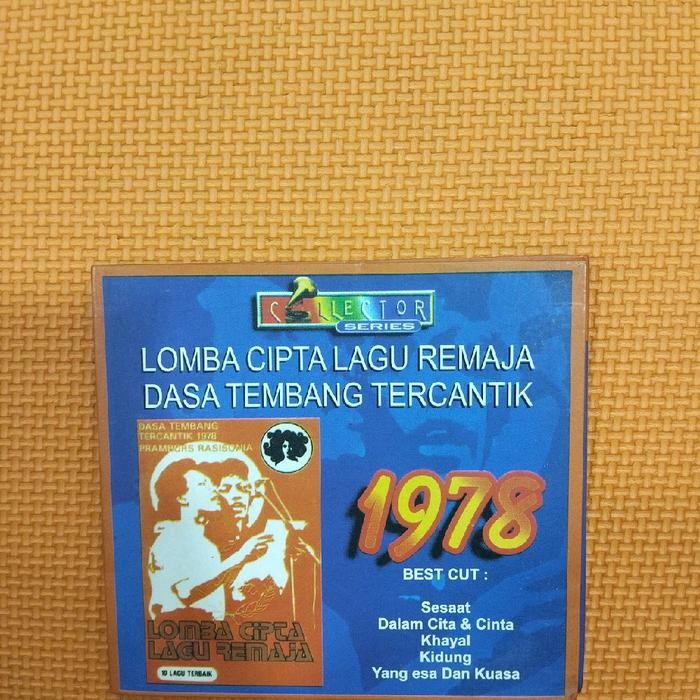 COLLECTOR
SERIES
LOMBA CIPTA LAGU REMAJA
DASA TEMBANG TERCANTIK
DASA TEMBANG
TERCANTIK 1978
PRAMBORS RASISONIA
LOMBA CIPTA
LAGU REMAJA
10 LAGU TERBAIK
1978
BEST CUT :
Sesaat
Dalam Cita & Cinta
Khayal
Kidung
Yang esa Dan Kuasa